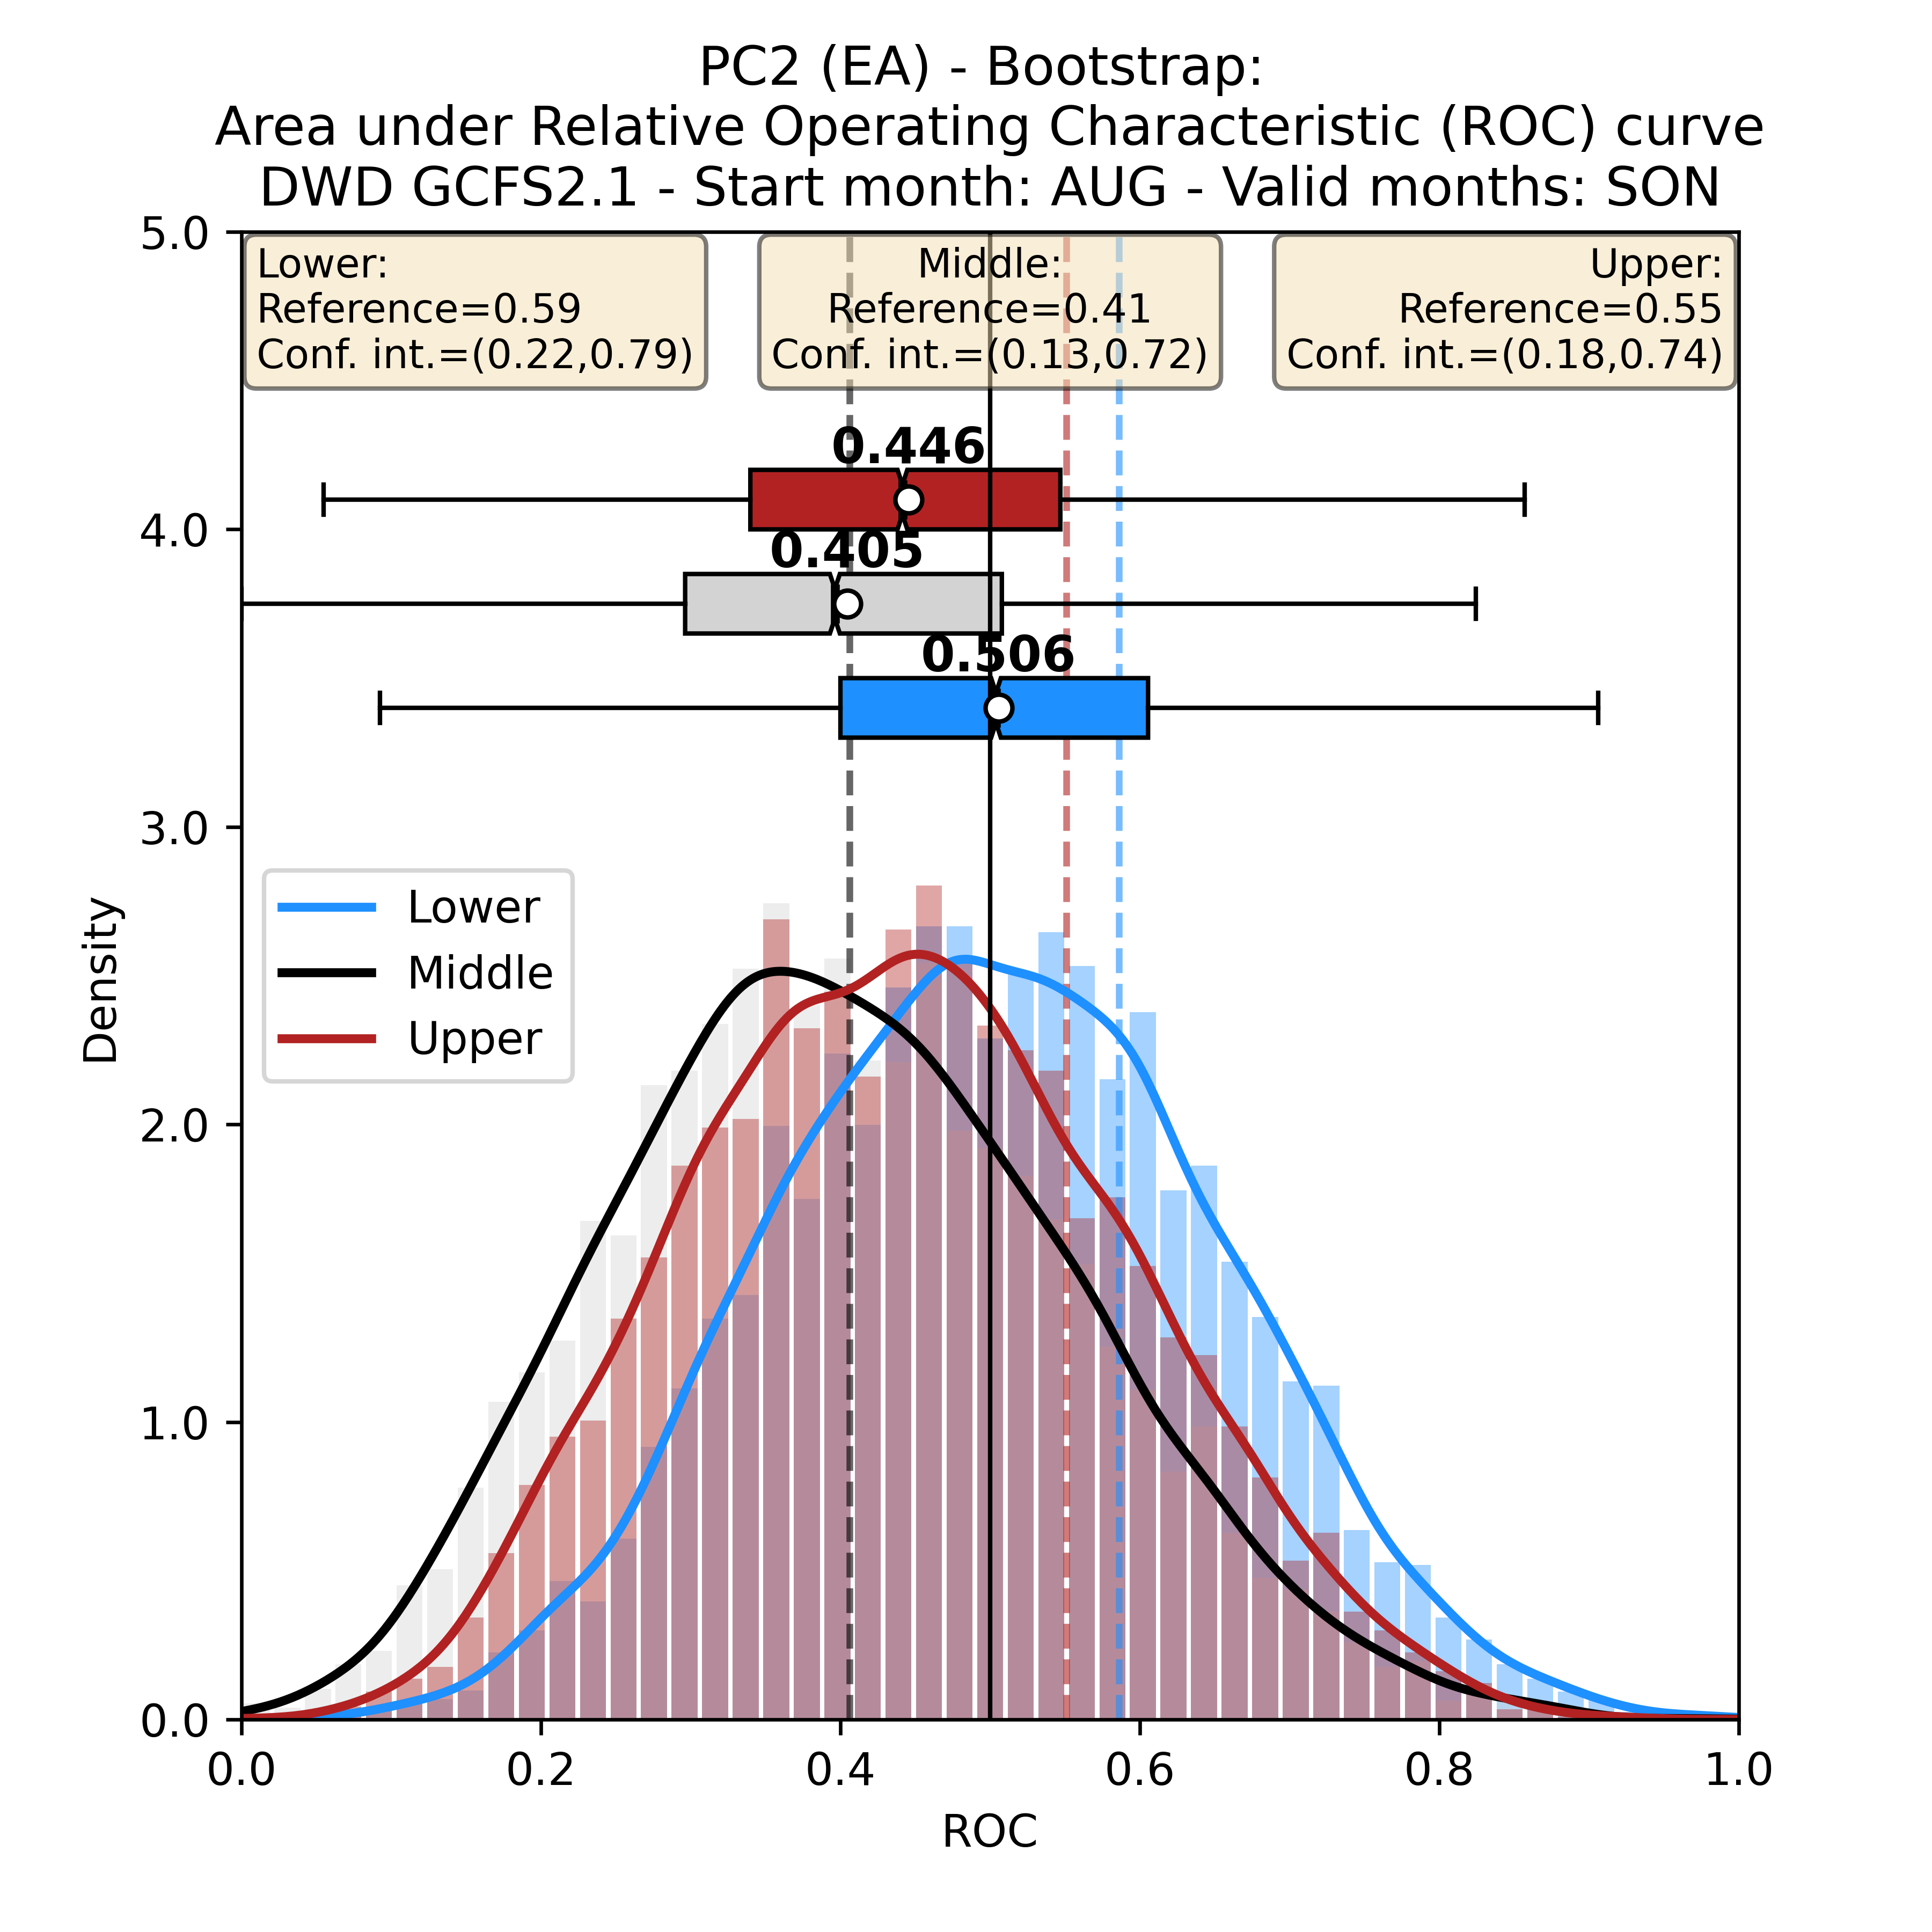 PC2 (EA) - Bootstrap:
Area under Relative Operating Characteristic (ROC) curve
DWD GCFS2.1 - Start month: AUG - Valid months: SON
5.0
Lower:
Reference=0.59
Conf. int.=(0.22,0.79)
Middle:
Reference=0.41
Conf. int.=(0.13,0.72)
Upper:
Reference=0.55
Conf. int.=(0.18,0.74)
0.446
4.0
0.405
0.506
3.0
Lower
Middle
Upper
Density
2.0
1.0
0.0
0.0 0.2 0.4 0.6 0.8 1.0
ROC